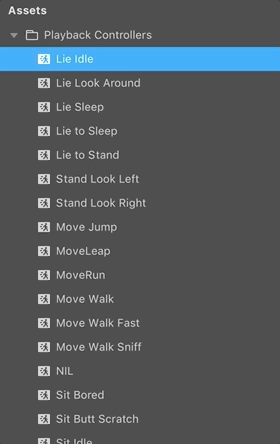 Assets
Playback Controllers
Lie Idle
Lie Look Around
Lie Sleep
Lie to Sleep
Lie to Stand
Stand Look Left
Stand Look Right
Move Jump
MoveLeap
MoveRun
Move Walk
Move Walk Fast
Move Walk Sniff
NIL
Sit Bored
Sit Butt Scratch
Sit Idle